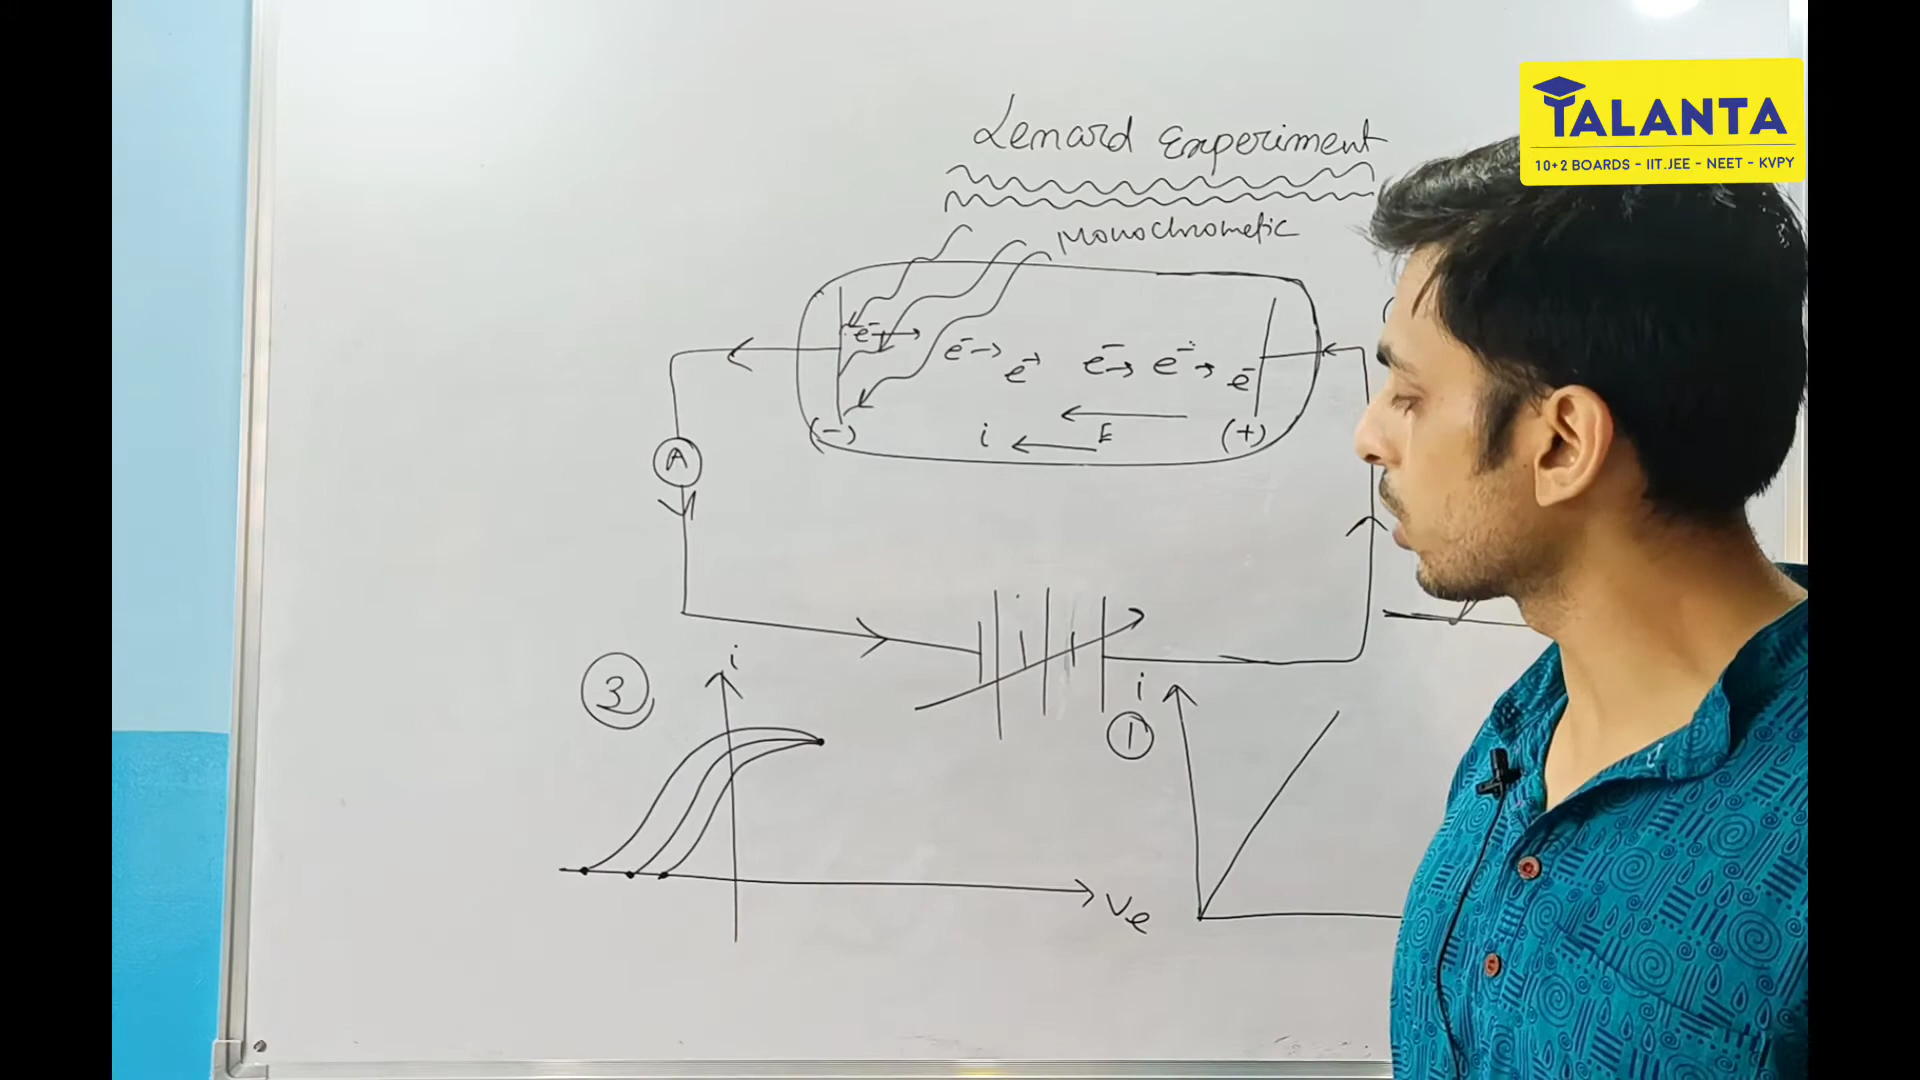 TALANTA
10+2 BOARDS - IIT.JEE - NEET - KVPY
Lenard Experiment
Monochrometic
e⁻ e⁻ e⁻ e⁻ e⁻ e⁻
(-) i E (+)
A
3 i
i
1
Ve